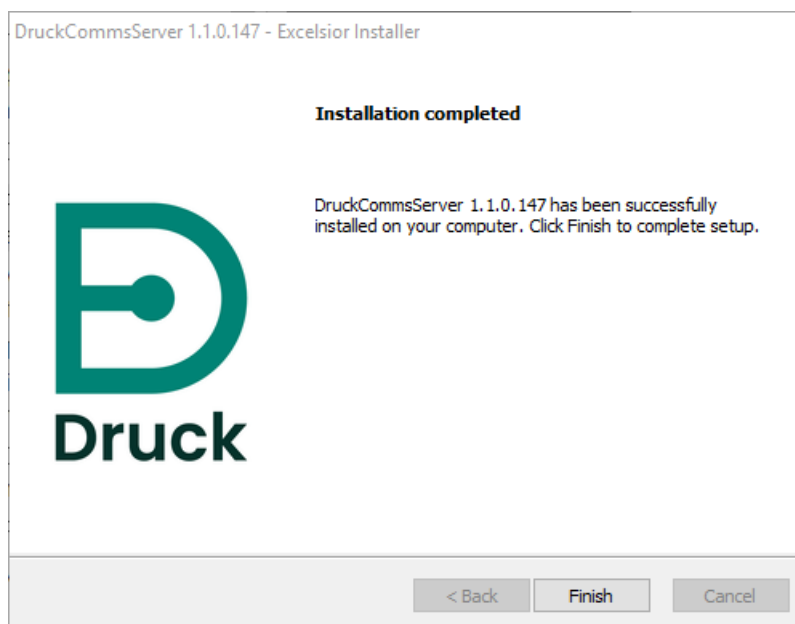 DruckCommsServer 1.1.0.147 - Excelsior Installer
Installation completed
DruckCommsServer 1.1.0.147 has been successfully
installed on your computer. Click Finish to complete setup.
Druck
< Back
Finish
Cancel